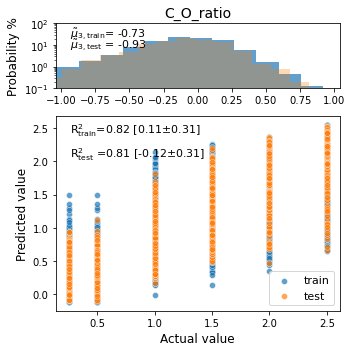 C_O_ratio
Probability %
10²
10¹
10⁰
10⁻¹
μ̃₃,train= -0.73
μ̃₃,test = -0.93
-1.00 -0.75 -0.50 -0.25 0.00 0.25 0.50 0.75 1.00
R²train=0.82 [0.11±0.31]
R²test =0.81 [-0.12±0.31]
Predicted value
2.5
2.0
1.5
1.0
0.5
0.0
train
test
0.5 1.0 1.5 2.0 2.5
Actual value